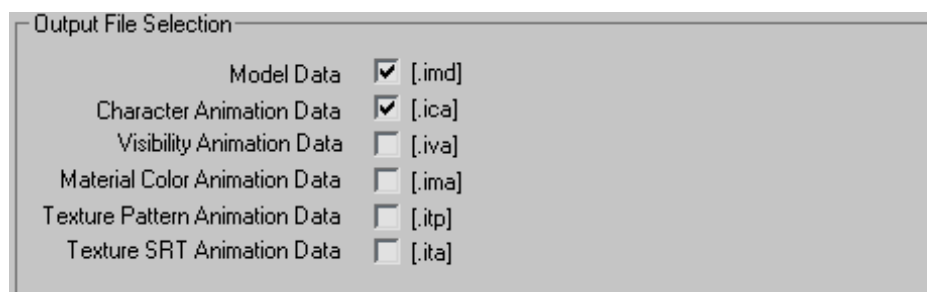 Output File Selection
Model Data [.imd]
Character Animation Data [.ica]
Visibility Animation Data [.iva]
Material Color Animation Data [.ima]
Texture Pattern Animation Data [.itp]
Texture SRT Animation Data [.ita]